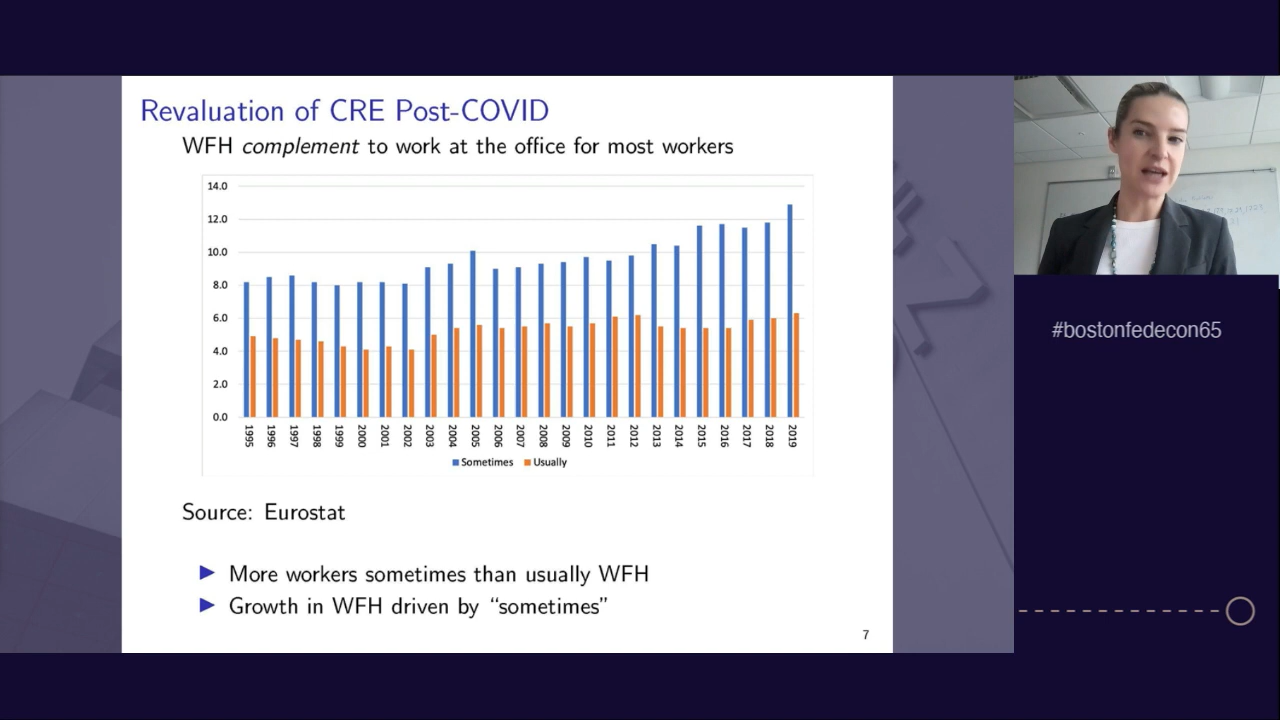 Revaluation of CRE Post-COVID
WFH complement to work at the office for most workers
14.0
12.0
10.0
8.0
6.0
4.0
2.0
0.0
1995 1996 1997 1998 1999 2000 2001 2002 2003 2004 2005 2006 2007 2008 2009 2010 2011 2012 2013 2014 2015 2016 2017 2018 2019
Sometimes Usually
Source: Eurostat
▶ More workers sometimes than usually WFH
▶ Growth in WFH driven by “sometimes”
7
#bostonfedecon65